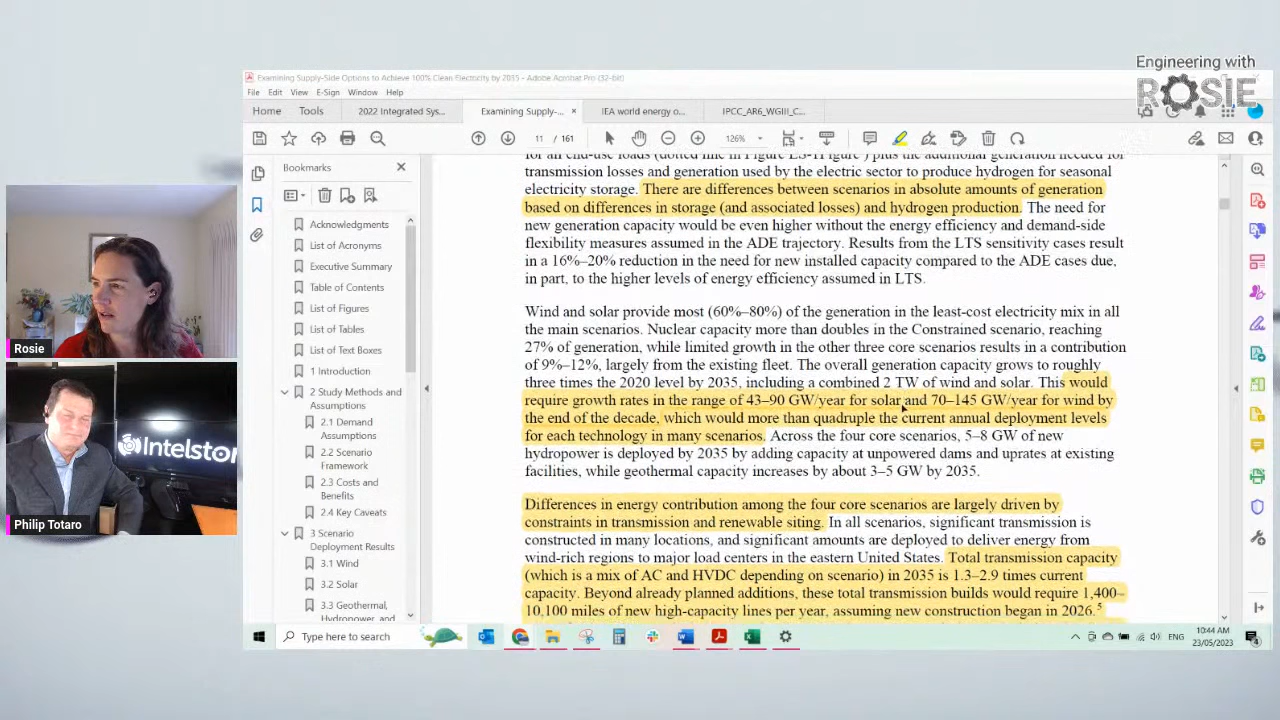 Engineering with
ROSIE
Examining Supply-Side Options to Achieve 100% Clean Electricity by 2035 - Adobe Acrobat Pro (32-bit)
File Edit View E-Sign Window Help
Home Tools 2022 Integrated Sys... Examining Supply-... × IEA world energy o... IPCC_AR6_WGIII_C...
11 / 161 126%
Bookmarks
Acknowledgments
List of Acronyms
Executive Summary
Table of Contents
List of Figures
List of Tables
List of Text Boxes
1 Introduction
2 Study Methods and
Assumptions
2.1 Demand
Assumptions
2.2 Scenario
Framework
2.3 Costs and
Benefits
2.4 Key Caveats
3 Scenario
Deployment Results
3.1 Wind
3.2 Solar
3.3 Geothermal,
Hydropower, and
for all end-use loads (dotted line in Figure ES-1Figure ) plus the additional generation needed for
transmission losses and generation used by the electric sector to produce hydrogen for seasonal
electricity storage. There are differences between scenarios in absolute amounts of generation
based on differences in storage (and associated losses) and hydrogen production. The need for
new generation capacity would be even higher without the energy efficiency and demand-side
flexibility measures assumed in the ADE trajectory. Results from the LTS sensitivity cases result
in a 16%–20% reduction in the need for new installed capacity compared to the ADE cases due,
in part, to the higher levels of energy efficiency assumed in LTS.
Wind and solar provide most (60%–80%) of the generation in the least-cost electricity mix in all
the main scenarios. Nuclear capacity more than doubles in the Constrained scenario, reaching
27% of generation, while limited growth in the other three core scenarios results in a contribution
of 9%–12%, largely from the existing fleet. The overall generation capacity grows to roughly
three times the 2020 level by 2035, including a combined 2 TW of wind and solar. This would
require growth rates in the range of 43–90 GW/year for solar and 70–145 GW/year for wind by
the end of the decade, which would more than quadruple the current annual deployment levels
for each technology in many scenarios. Across the four core scenarios, 5–8 GW of new
hydropower is deployed by 2035 by adding capacity at unpowered dams and uprates at existing
facilities, while geothermal capacity increases by about 3–5 GW by 2035.
Differences in energy contribution among the four core scenarios are largely driven by
constraints in transmission and renewable siting. In all scenarios, significant transmission is
constructed in many locations, and significant amounts are deployed to deliver energy from
wind-rich regions to major load centers in the eastern United States. Total transmission capacity
(which is a mix of AC and HVDC depending on scenario) in 2035 is 1.3–2.9 times current
capacity. Beyond already planned additions, these total transmission builds would require 1,400–
10,100 miles of new high-capacity lines per year, assuming new construction began in 2026.⁵
Rosie
Intelstor
Philip Totaro
Type here to search
ENG
10:44 AM
23/05/2023